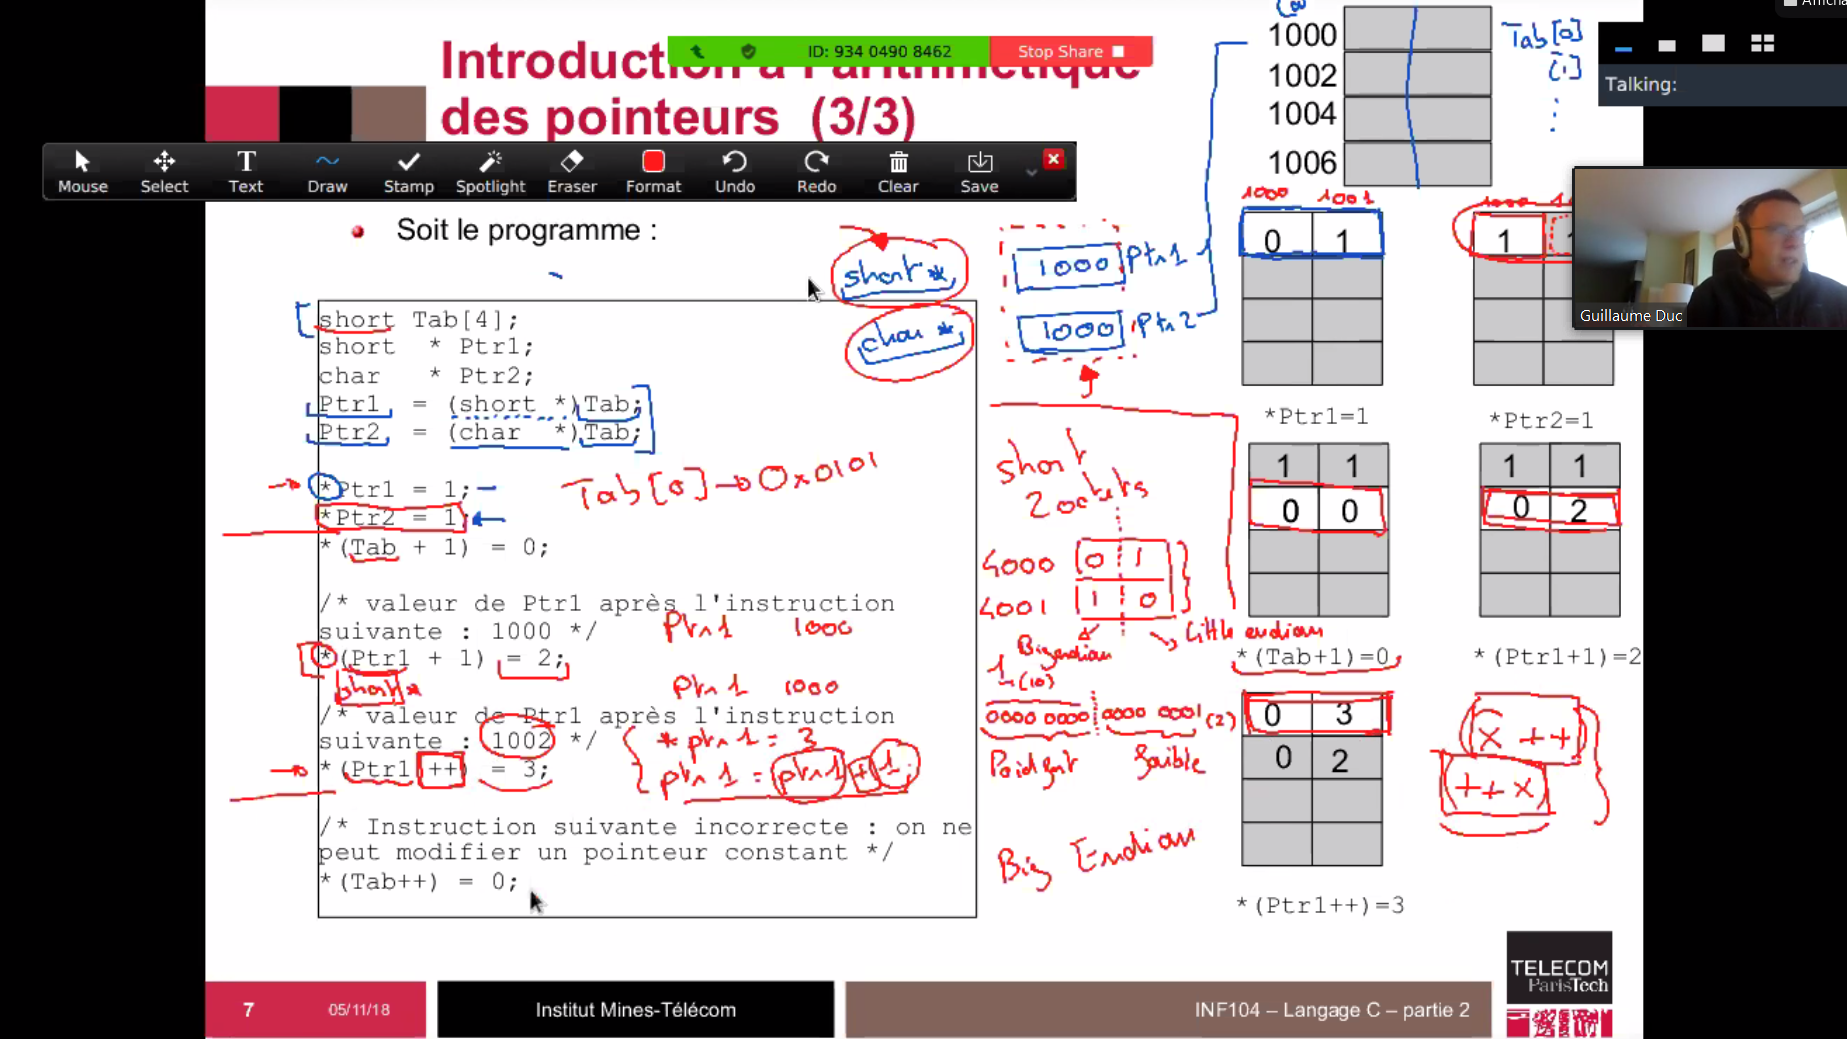 Introduction à l'arithmétique
des pointeurs (3/3)
ID: 934 0490 8462
Stop Share
Talking:
Mouse
Select
Text
Draw
Stamp
Spotlight
Eraser
Format
Undo
Redo
Clear
Save
Guillaume Duc
Soit le programme :
short Tab[4];
short * Ptr1;
char * Ptr2;
Ptr1 = (short *)Tab;
Ptr2 = (char *)Tab;
*Ptr1 = 1;
*Ptr2 = 1;
*(Tab + 1) = 0;
/* valeur de Ptr1 après l'instruction
suivante : 1000 */
*(Ptr1 + 1) = 2;
/* valeur de Ptr1 après l'instruction
suivante : 1002 */
*(Ptr1 ++) = 3;
/* Instruction suivante incorrecte : on ne
peut modifier un pointeur constant */
*(Tab++) = 0;
short *
char *
Tab[0] → 0x0101
Ptr1 1000
short *
Ptr1 1000
* ptr1 = 3
ptr1 = ptr1 + 1;
1000 Ptr1
1000 Ptr2
short
2 octets
4000 0 1
4001 1 0
Big endian
Little endian
1 (10)
0000 0000 0000 0001 (2)
Poid fort faible
Big Endian
1000
1002
1004
1006
Tab[0]
[1]
1000 1001
0 1
*Ptr1=1
1000
1
*Ptr2=1
1 1
0 0
*(Tab+1)=0
1 1
0 2
*(Ptr1+1)=2
0 3
0 2
*(Ptr1++)=3
x ++
++ x
TELECOM
ParisTech
7
05/11/18
Institut Mines-Télécom
INF104 – Langage C – partie 2